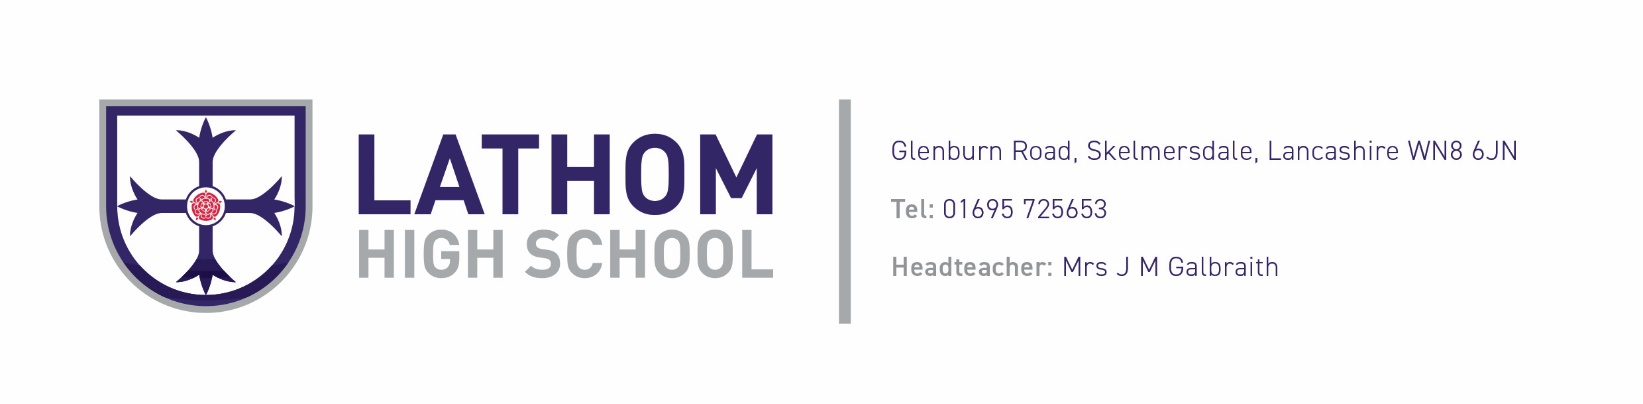 LATHOM
HIGH SCHOOL
Glenburn Road, Skelmersdale, Lancashire WN8 6JN
Tel: 01695 725653
Headteacher: Mrs J M Galbraith